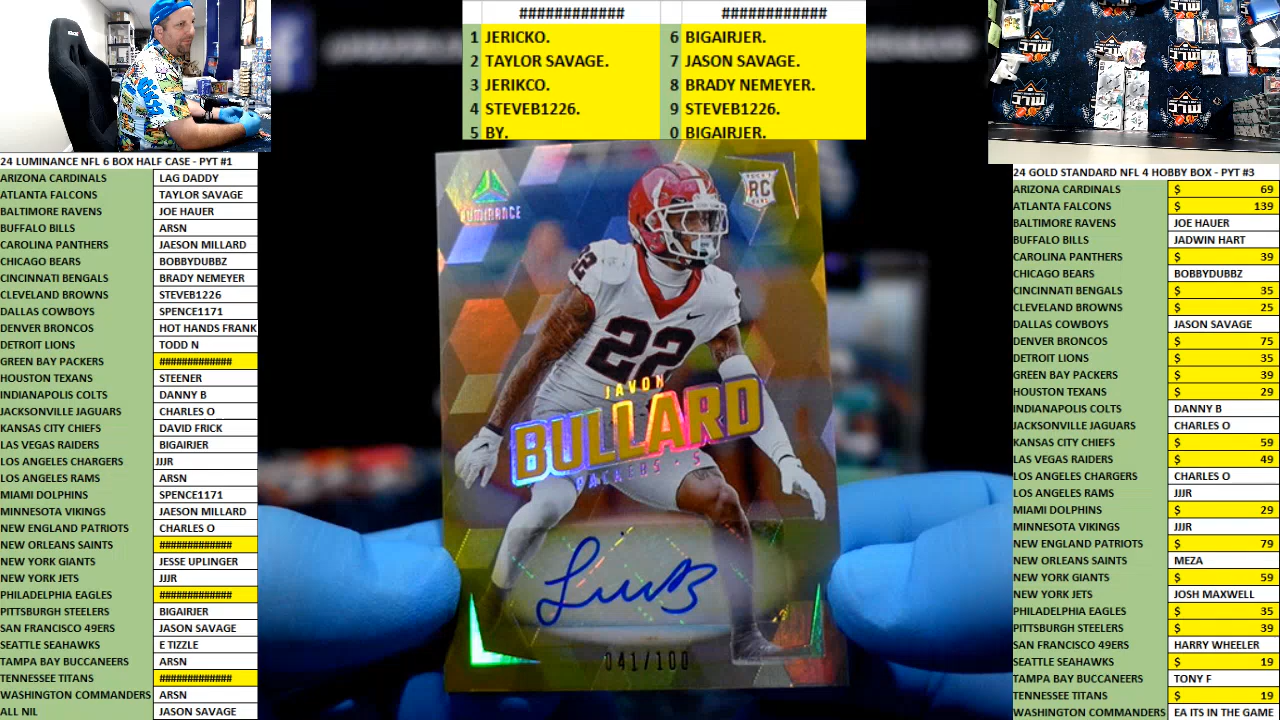 ############ ############
1 JERICKO. 6 BIGAIRJER.
2 TAYLOR SAVAGE. 7 JASON SAVAGE.
3 JERIKCO. 8 BRADY NEMEYER.
4 STEVEB1226. 9 STEVEB1226.
5 BY. 0 BIGAIRJER.
24 LUMINANCE NFL 6 BOX HALF CASE - PYT #1
ARIZONA CARDINALS LAG DADDY
ATLANTA FALCONS TAYLOR SAVAGE
BALTIMORE RAVENS JOE HAUER
BUFFALO BILLS ARSN
CAROLINA PANTHERS JAESON MILLARD
CHICAGO BEARS BOBBYDUBBZ
CINCINNATI BENGALS BRADY NEMEYER
CLEVELAND BROWNS STEVEB1226
DALLAS COWBOYS SPENCE1171
DENVER BRONCOS HOT HANDS FRANK
DETROIT LIONS TODD N
GREEN BAY PACKERS ############
HOUSTON TEXANS STEENER
INDIANAPOLIS COLTS DANNY B
JACKSONVILLE JAGUARS CHARLES O
KANSAS CITY CHIEFS DAVID FRICK
LAS VEGAS RAIDERS BIGAIRJER
LOS ANGELES CHARGERS JJJR
LOS ANGELES RAMS ARSN
MIAMI DOLPHINS SPENCE1171
MINNESOTA VIKINGS JAESON MILLARD
NEW ENGLAND PATRIOTS CHARLES O
NEW ORLEANS SAINTS ############
NEW YORK GIANTS JESSE UPLINGER
NEW YORK JETS JJJR
PHILADELPHIA EAGLES ############
PITTSBURGH STEELERS BIGAIRJER
SAN FRANCISCO 49ERS JASON SAVAGE
SEATTLE SEAHAWKS E TIZZLE
TAMPA BAY BUCCANEERS ARSN
TENNESSEE TITANS ############
WASHINGTON COMMANDERS ARSN
ALL NIL JASON SAVAGE
LUMINANCE
RC
22
22
JAVON
BULLARD
PACKERS - S
041/100
24 GOLD STANDARD NFL 4 HOBBY BOX - PYT #3
ARIZONA CARDINALS $ 69
ATLANTA FALCONS $ 139
BALTIMORE RAVENS JOE HAUER
BUFFALO BILLS JADWIN HART
CAROLINA PANTHERS $ 39
CHICAGO BEARS BOBBYDUBBZ
CINCINNATI BENGALS $ 35
CLEVELAND BROWNS $ 25
DALLAS COWBOYS JASON SAVAGE
DENVER BRONCOS $ 75
DETROIT LIONS $ 35
GREEN BAY PACKERS $ 39
HOUSTON TEXANS $ 29
INDIANAPOLIS COLTS DANNY B
JACKSONVILLE JAGUARS CHARLES O
KANSAS CITY CHIEFS $ 59
LAS VEGAS RAIDERS $ 49
LOS ANGELES CHARGERS CHARLES O
LOS ANGELES RAMS JJJR
MIAMI DOLPHINS $ 29
MINNESOTA VIKINGS JJJR
NEW ENGLAND PATRIOTS $ 79
NEW ORLEANS SAINTS MEZA
NEW YORK GIANTS $ 59
NEW YORK JETS JOSH MAXWELL
PHILADELPHIA EAGLES $ 35
PITTSBURGH STEELERS $ 39
SAN FRANCISCO 49ERS HARRY WHEELER
SEATTLE SEAHAWKS $ 19
TAMPA BAY BUCCANEERS TONY F
TENNESSEE TITANS $ 19
WASHINGTON COMMANDERS EA ITS IN THE GAME